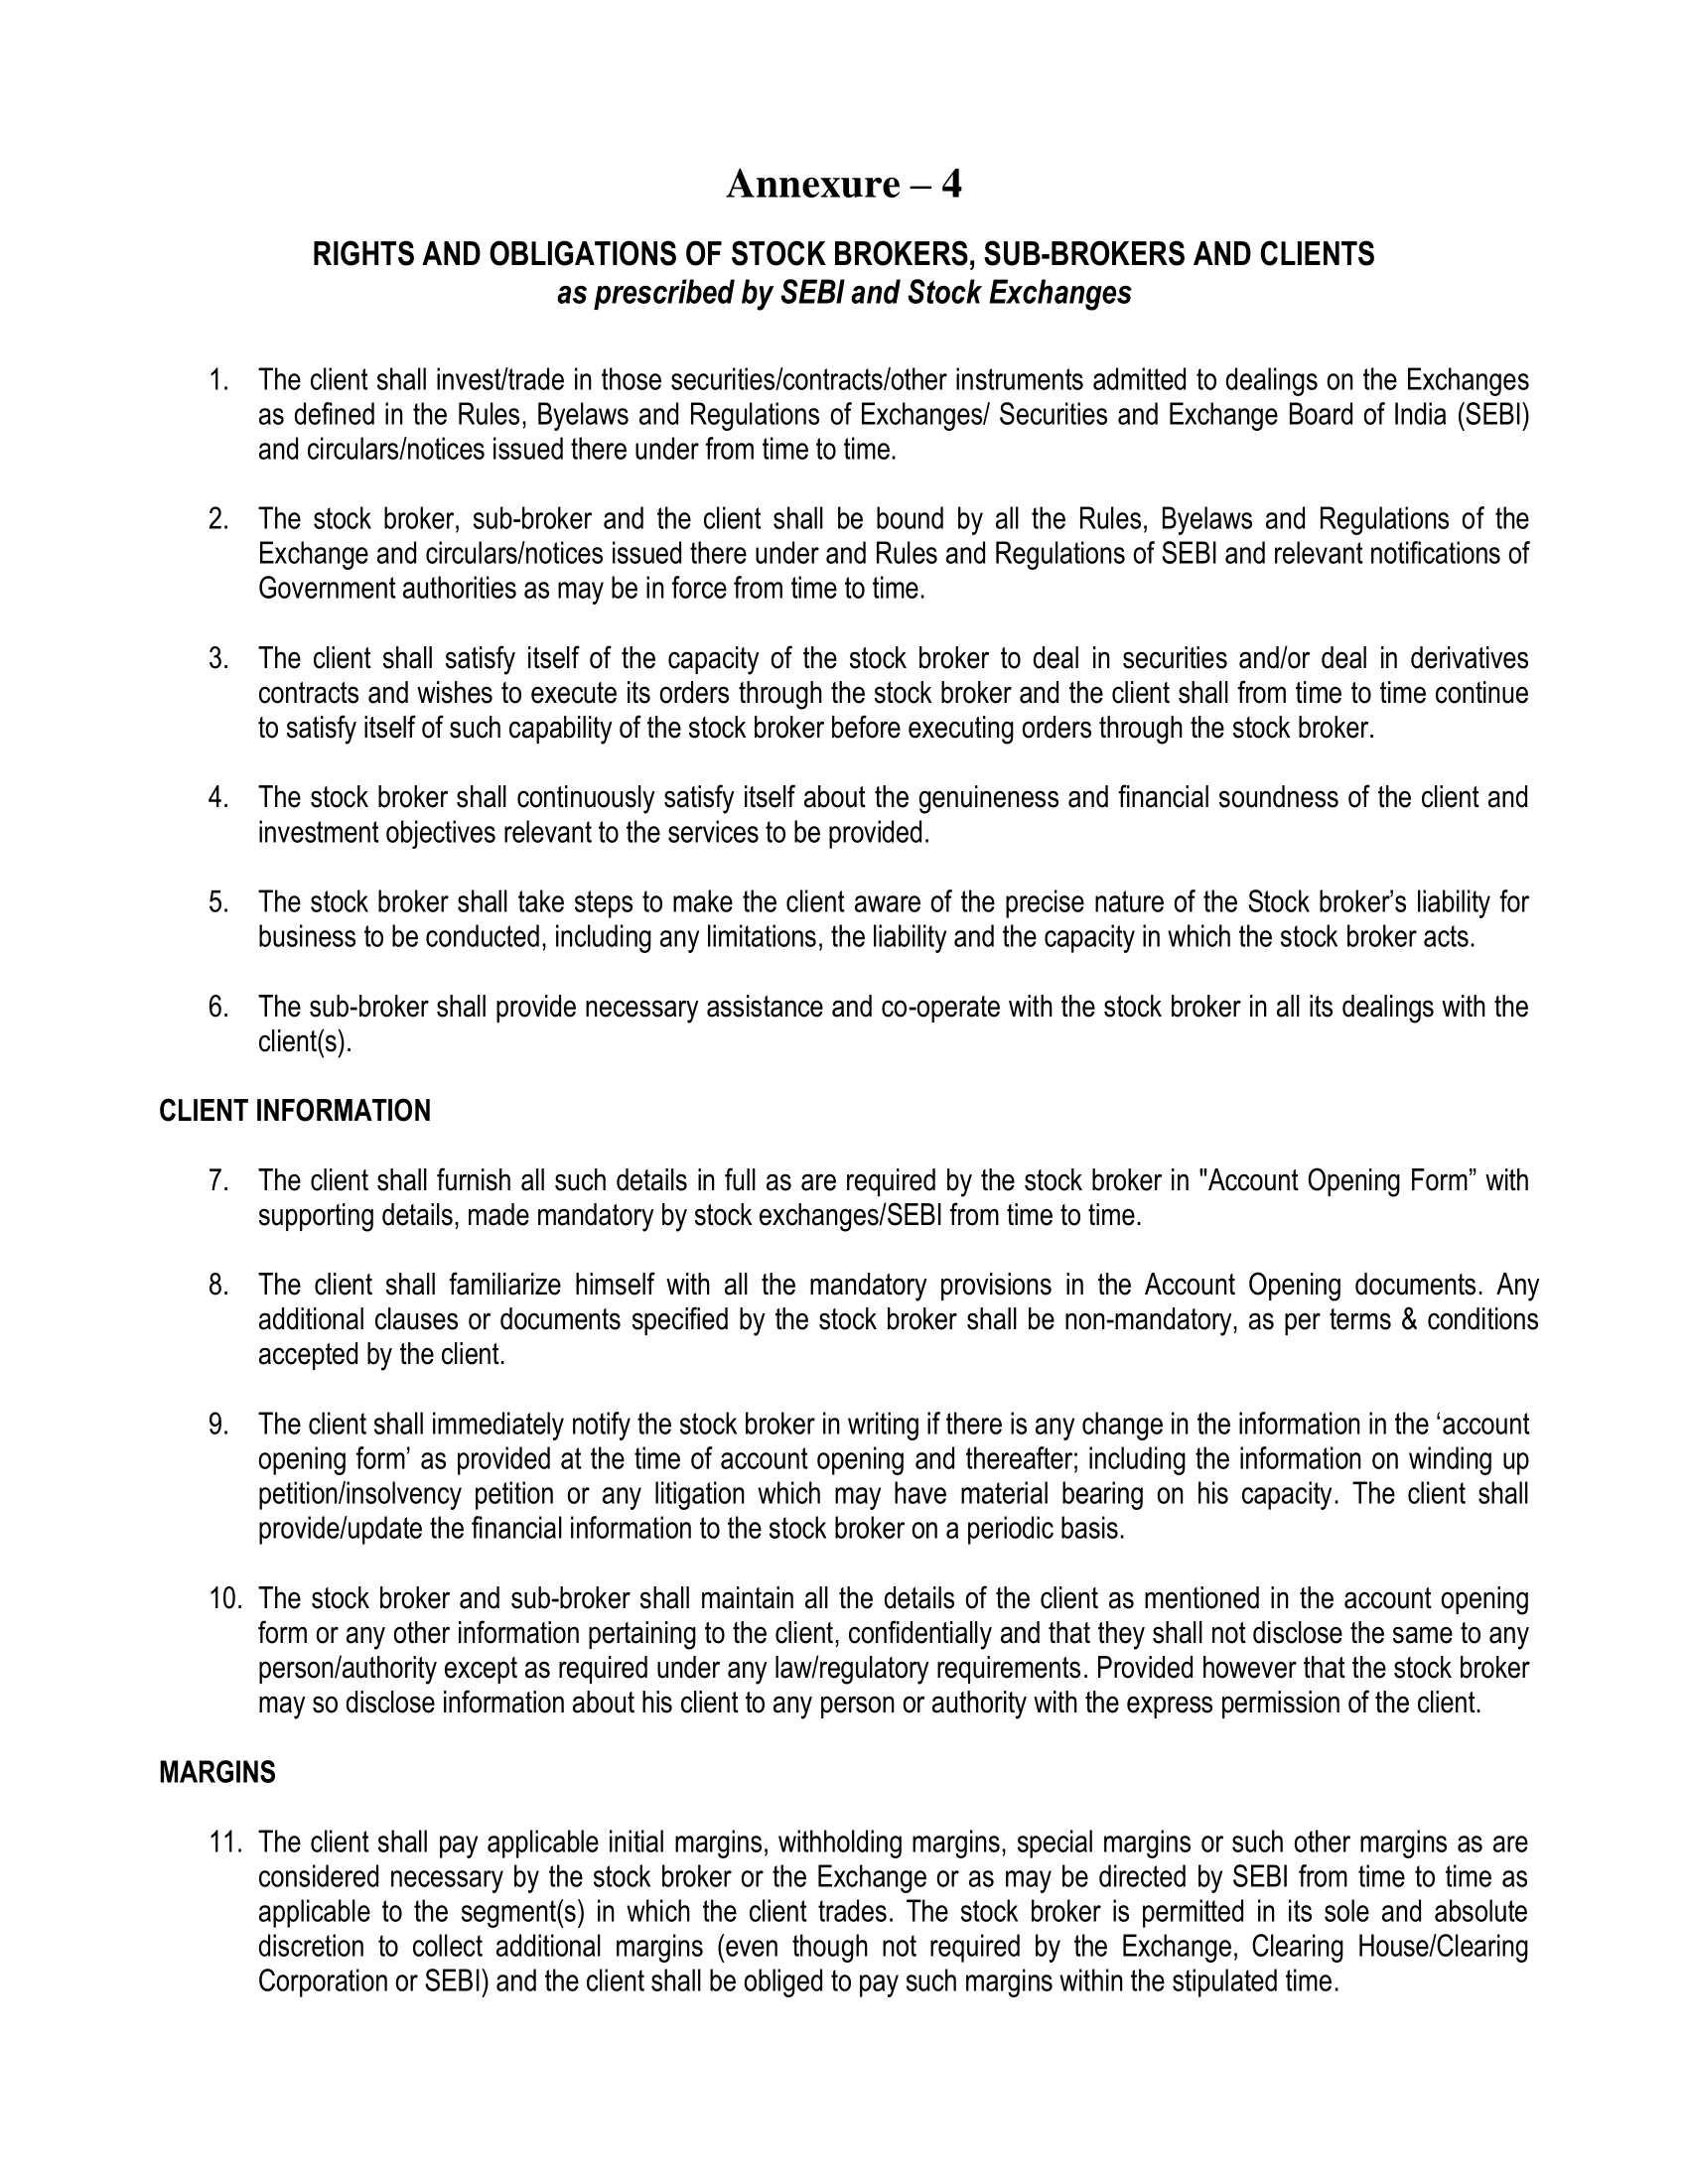 Annexure – 4
RIGHTS AND OBLIGATIONS OF STOCK BROKERS, SUB-BROKERS AND CLIENTS
as prescribed by SEBI and Stock Exchanges
1. The client shall invest/trade in those securities/contracts/other instruments admitted to dealings on the Exchanges
as defined in the Rules, Byelaws and Regulations of Exchanges/ Securities and Exchange Board of India (SEBI)
and circulars/notices issued there under from time to time.
2. The stock broker, sub-broker and the client shall be bound by all the Rules, Byelaws and Regulations of the
Exchange and circulars/notices issued there under and Rules and Regulations of SEBI and relevant notifications of
Government authorities as may be in force from time to time.
3. The client shall satisfy itself of the capacity of the stock broker to deal in securities and/or deal in derivatives
contracts and wishes to execute its orders through the stock broker and the client shall from time to time continue
to satisfy itself of such capability of the stock broker before executing orders through the stock broker.
4. The stock broker shall continuously satisfy itself about the genuineness and financial soundness of the client and
investment objectives relevant to the services to be provided.
5. The stock broker shall take steps to make the client aware of the precise nature of the Stock broker’s liability for
business to be conducted, including any limitations, the liability and the capacity in which the stock broker acts.
6. The sub-broker shall provide necessary assistance and co-operate with the stock broker in all its dealings with the
client(s).
CLIENT INFORMATION
7. The client shall furnish all such details in full as are required by the stock broker in "Account Opening Form” with
supporting details, made mandatory by stock exchanges/SEBI from time to time.
8. The client shall familiarize himself with all the mandatory provisions in the Account Opening documents. Any
additional clauses or documents specified by the stock broker shall be non-mandatory, as per terms & conditions
accepted by the client.
9. The client shall immediately notify the stock broker in writing if there is any change in the information in the ‘account
opening form’ as provided at the time of account opening and thereafter; including the information on winding up
petition/insolvency petition or any litigation which may have material bearing on his capacity. The client shall
provide/update the financial information to the stock broker on a periodic basis.
10. The stock broker and sub-broker shall maintain all the details of the client as mentioned in the account opening
form or any other information pertaining to the client, confidentially and that they shall not disclose the same to any
person/authority except as required under any law/regulatory requirements. Provided however that the stock broker
may so disclose information about his client to any person or authority with the express permission of the client.
MARGINS
11. The client shall pay applicable initial margins, withholding margins, special margins or such other margins as are
considered necessary by the stock broker or the Exchange or as may be directed by SEBI from time to time as
applicable to the segment(s) in which the client trades. The stock broker is permitted in its sole and absolute
discretion to collect additional margins (even though not required by the Exchange, Clearing House/Clearing
Corporation or SEBI) and the client shall be obliged to pay such margins within the stipulated time.